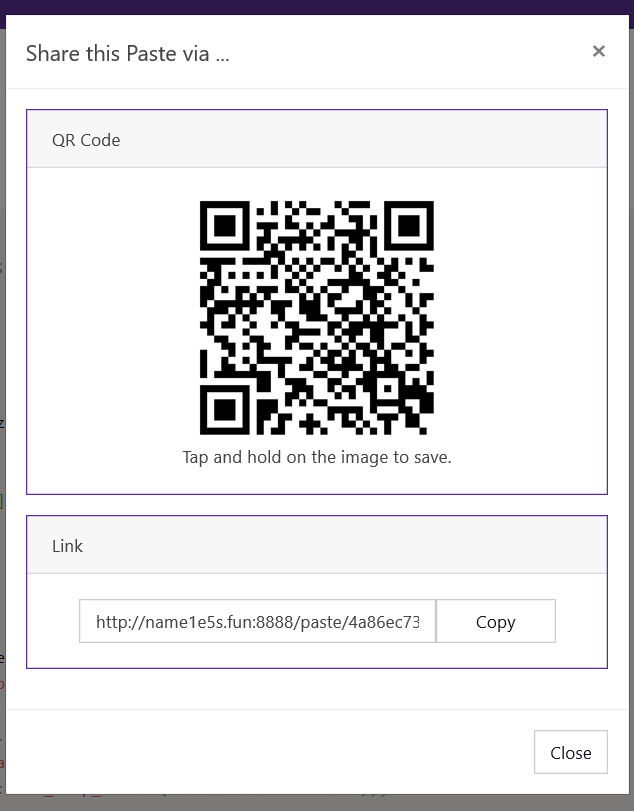 Share this Paste via ...
×
QR Code
Tap and hold on the image to save.
Link
http://name1e5s.fun:8888/paste/4a86ec73
Copy
Close